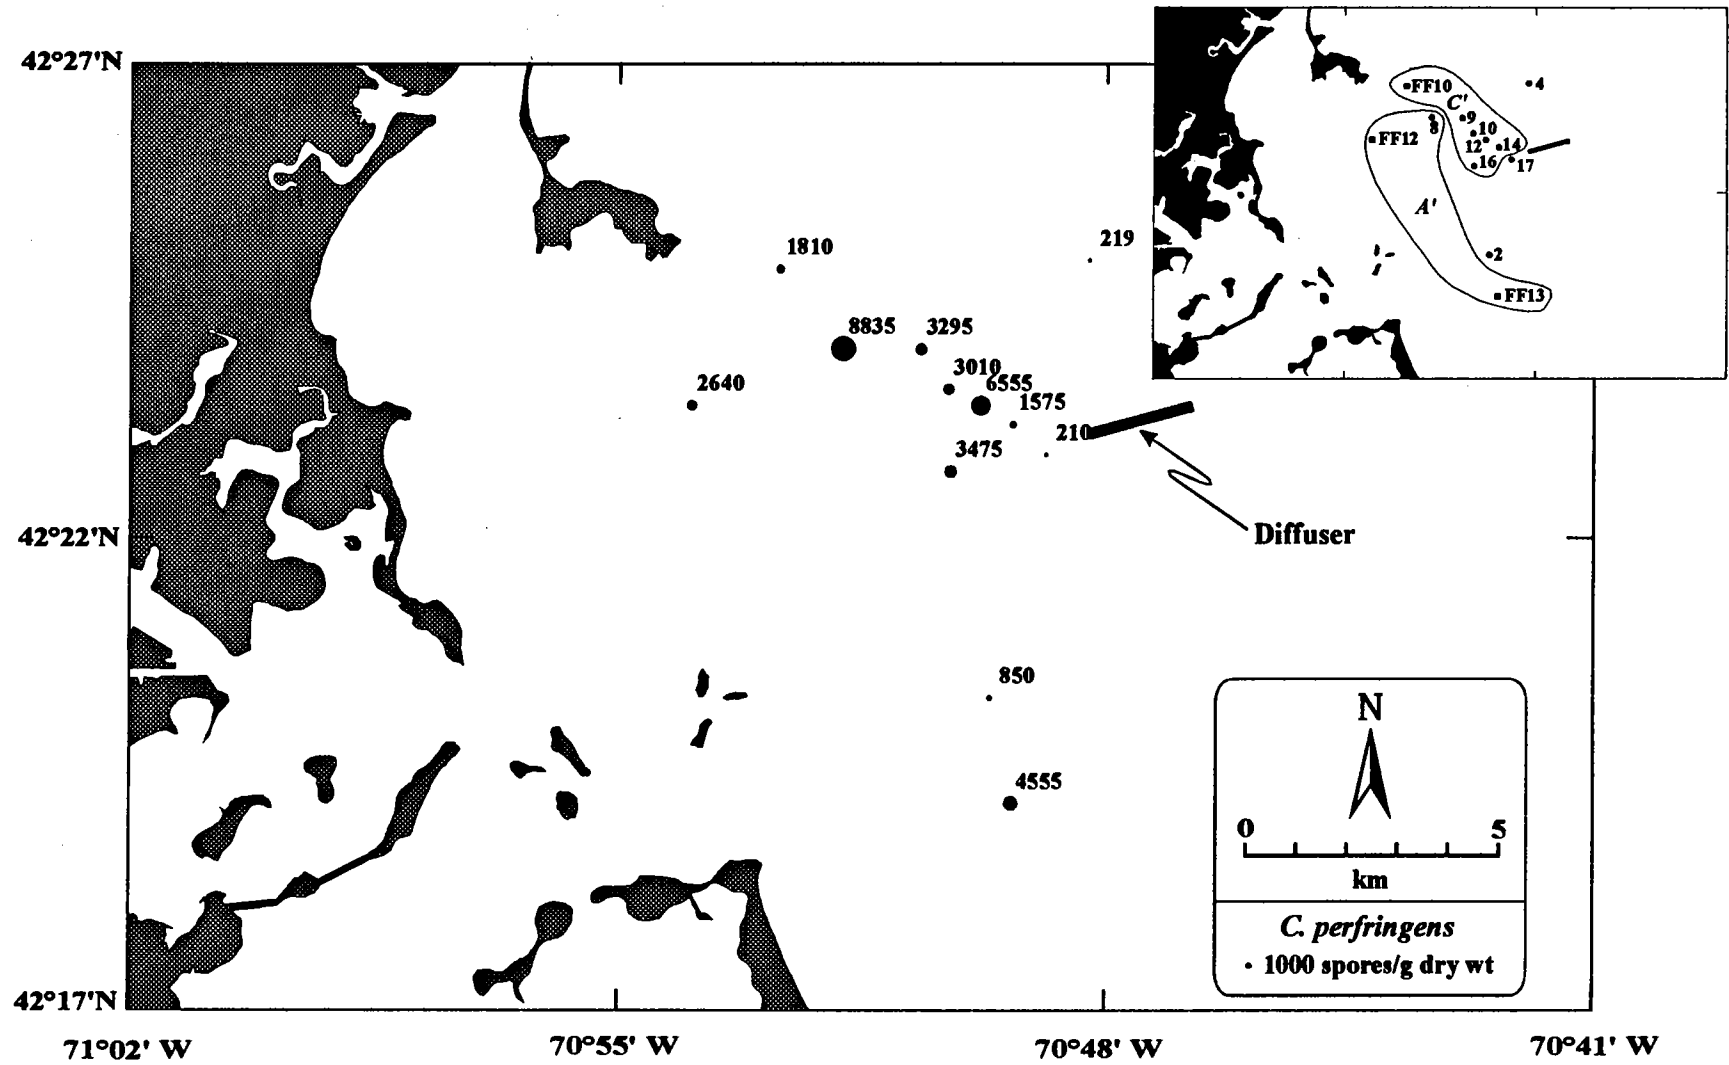 42°27'N
FF10
C'
4
9
8
10
FF12
12
14
16
17
A'
2
FF13
1810
219
8835
3295
3010
6555
2640
1575
210
3475
Diffuser
42°22'N
850
4555
N
0 5
km
C. perfringens
• 1000 spores/g dry wt
42°17'N
71°02' W
70°55' W
70°48' W
70°41' W